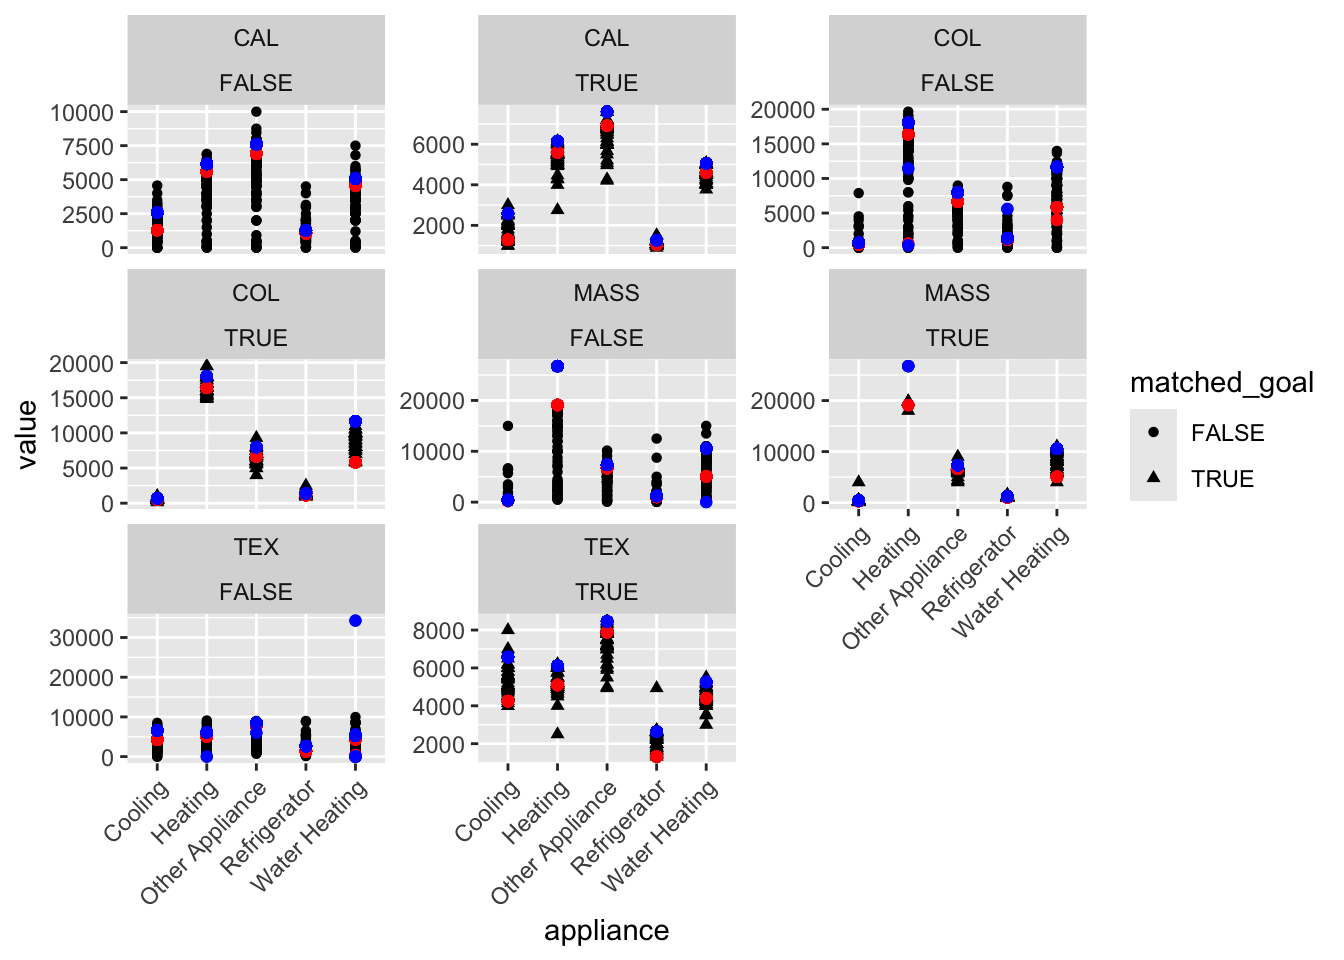 CAL
FALSE
10000
7500
5000
2500
0
CAL
TRUE
6000
4000
2000
COL
FALSE
20000
15000
10000
5000
0
COL
TRUE
20000
15000
10000
5000
0
MASS
FALSE
20000
10000
0
MASS
TRUE
20000
10000
0
Cooling
Heating
Other Appliance
Refrigerator
Water Heating
TEX
FALSE
30000
20000
10000
0
Cooling
Heating
Other Appliance
Refrigerator
Water Heating
TEX
TRUE
8000
6000
4000
2000
Cooling
Heating
Other Appliance
Refrigerator
Water Heating
value
appliance
matched_goal
FALSE
TRUE